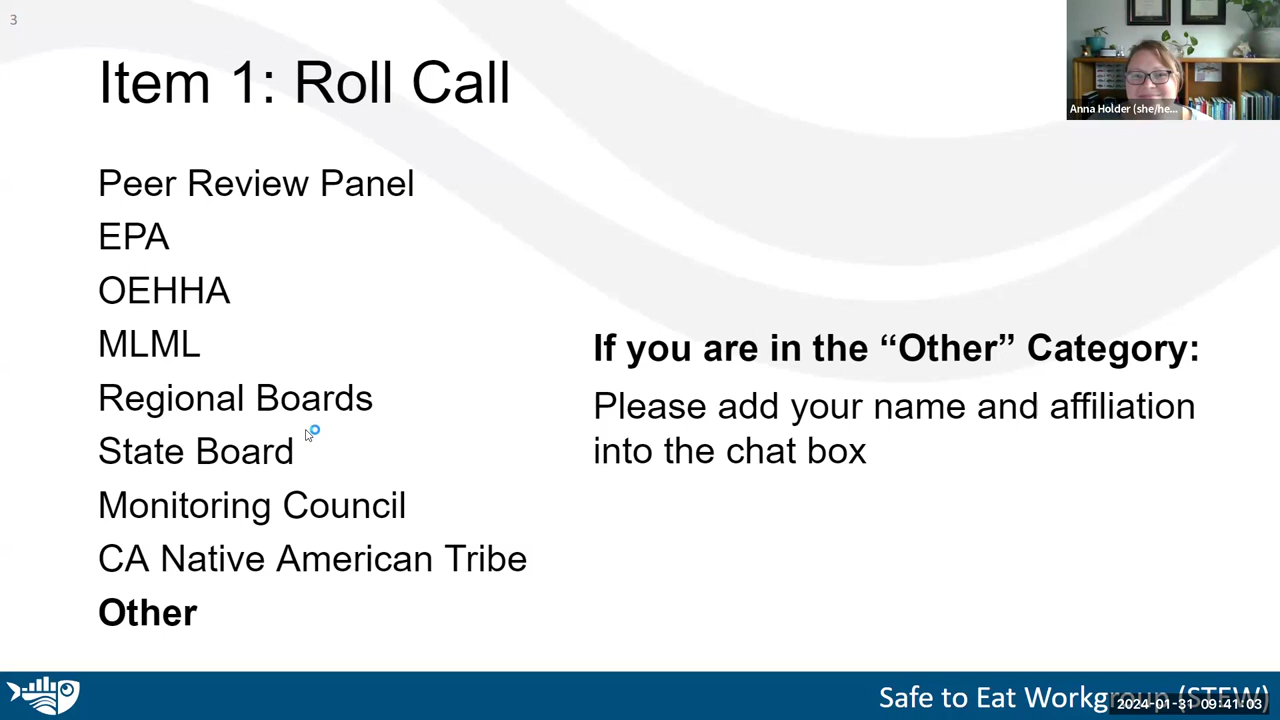 3
Item 1: Roll Call
Anna Holder (she/he...
Peer Review Panel
EPA
OEHHA
MLML
Regional Boards
State Board
Monitoring Council
CA Native American Tribe
Other
If you are in the “Other” Category:
Please add your name and affiliation
into the chat box
Safe to Eat Workgroup (STEW)
2024-01-31 09:41:03